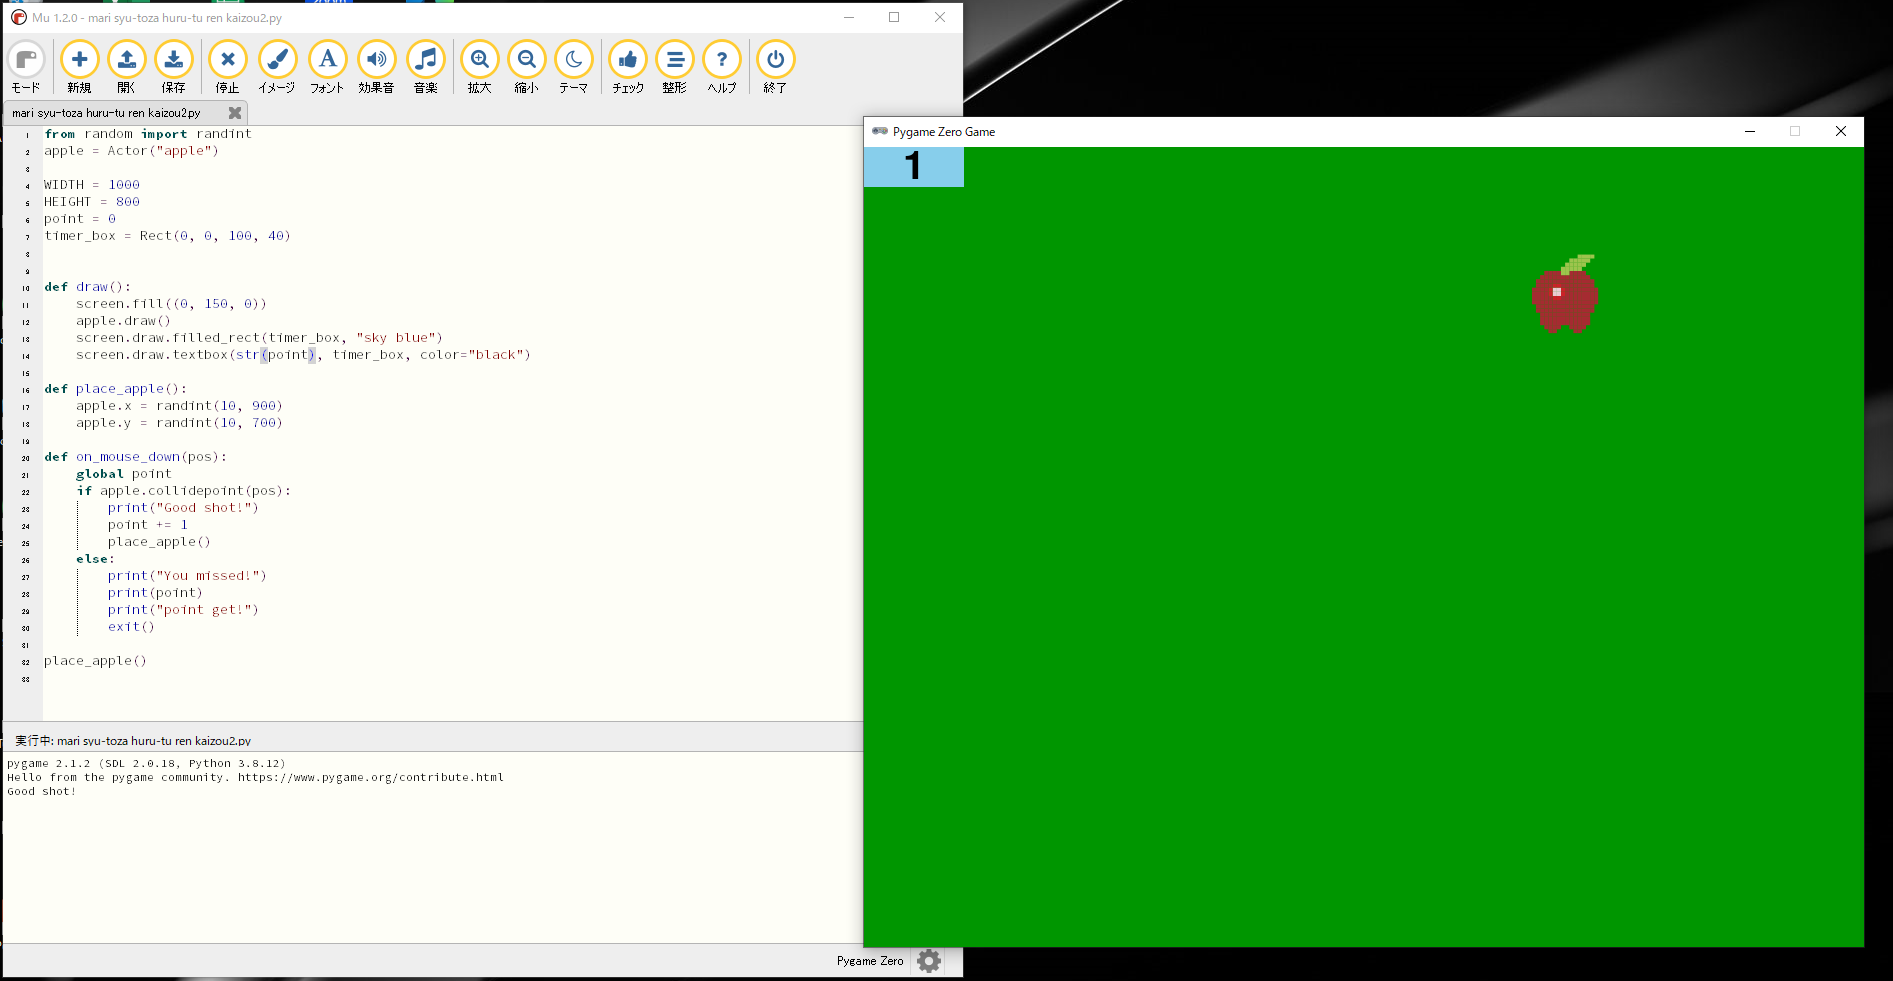 Mu 1.2.0 - mari syu-toza huru-tu ren kaizou2.py
モード 新規 開く 保存 停止 イメージ フォント 効果音 音楽 拡大 縮小 テーマ チェック 整形 ヘルプ 終了
mari syu-toza huru-tu ren kaizou2.py
1 from random import randint
2 apple = Actor("apple")
3
4 WIDTH = 1000
5 HEIGHT = 800
6 point = 0
7 timer_box = Rect(0, 0, 100, 40)
8
9
10 def draw():
11     screen.fill((0, 150, 0))
12     apple.draw()
13     screen.draw.filled_rect(timer_box, "sky blue")
14     screen.draw.textbox(str(point), timer_box, color="black")
15
16 def place_apple():
17     apple.x = randint(10, 900)
18     apple.y = randint(10, 700)
19
20 def on_mouse_down(pos):
21     global point
22     if apple.collidepoint(pos):
23         print("Good shot!")
24         point += 1
25         place_apple()
26     else:
27         print("You missed!")
28         print(point)
29         print("point get!")
30         exit()
31
32 place_apple()
33
実行中: mari syu-toza huru-tu ren kaizou2.py
pygame 2.1.2 (SDL 2.0.18, Python 3.8.12)
Hello from the pygame community. https://www.pygame.org/contribute.html
Good shot!
Pygame Zero
Pygame Zero Game
1